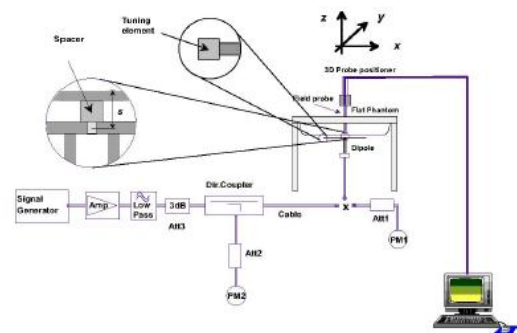 Tuning
element
Spacer
s
z
y
x
3D Probe positioner
Field probe
Flat Phantom
Dipole
Signal
Generator
Amp
Low
Pass
3dB
Att3
Dir.Coupler
Cable
x
Att1
PM1
Att2
PM2